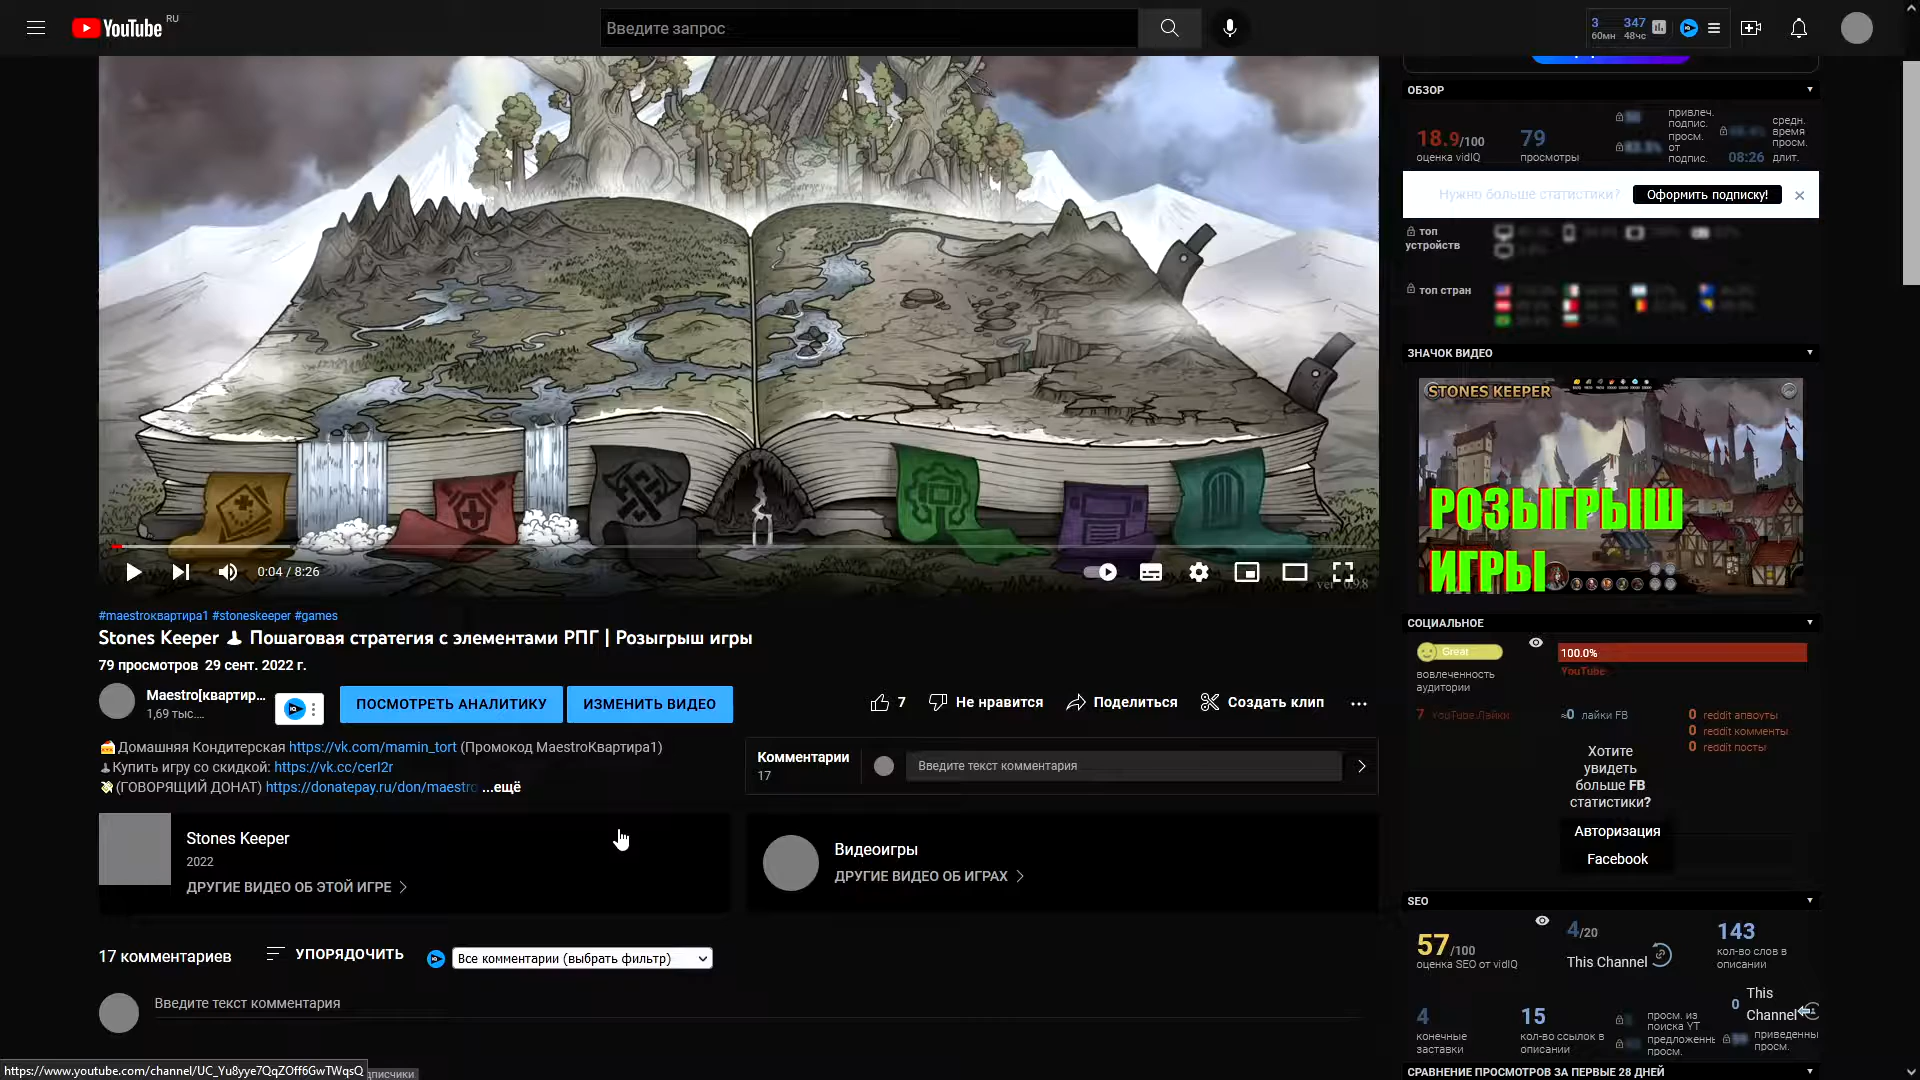 YouTube RU
Введите запрос
3 347
60мн 48чс
ОБЗОР
18.9/100
оценка vidIQ
79
просмотры
привлеч. подпис.
просм. от подпис.
средн. время просм.
08:26 длит.
Нужно больше статистики? Оформить подписку!
топ устройств
топ стран
ЗНАЧОК ВИДЕО
STONES KEEPER
РОЗЫГРЫШ
ИГРЫ
0:04 / 8:26
#maestroквартира1 #stoneskeeper #games
Stones Keeper Пошаговая стратегия с элементами РПГ | Розыгрыш игры
79 просмотров 29 сент. 2022 г.
Maestro[квартир...
1,69 тыс....
ПОСМОТРЕТЬ АНАЛИТИКУ
ИЗМЕНИТЬ ВИДЕО
7
Не нравится
Поделиться
Создать клип
Домашняя Кондитерская https://vk.com/mamin_tort (Промокод MaestroКвартира1)
Купить игру со скидкой: https://vk.cc/cerI2r
(ГОВОРЯЩИЙ ДОНАТ) https://donatepay.ru/don/maestro ...ещё
Комментарии
17
Введите текст комментария
Stones Keeper
2022
ДРУГИЕ ВИДЕО ОБ ЭТОЙ ИГРЕ
Видеоигры
ДРУГИЕ ВИДЕО ОБ ИГРАХ
17 комментариев
УПОРЯДОЧИТЬ
Все комментарии (выбрать фильтр)
Введите текст комментария
СОЦИАЛЬНОЕ
Great
вовлеченность
аудитории
100.0%
YouTube
7 YouTube Лайки
≈0 лайки FB
0 reddit апвоуты
0 reddit комменты
0 reddit посты
Хотите
увидеть
больше FB
статистики?
Авторизация
Facebook
SEO
57/100
оценка SEO от vidIQ
4/20
This Channel
143
кол-во слов в
описании
4
конечные
заставки
15
кол-во ссылок в
описании
просм. из
поиска YT
предложенн
просм.
0 This
Channel
приведенны
просм.
СРАВНЕНИЕ ПРОСМОТРОВ ЗА ПЕРВЫЕ 28 ДНЕЙ
https://www.youtube.com/channel/UC_Yu8yye7QqZOff6GwTWqsQ